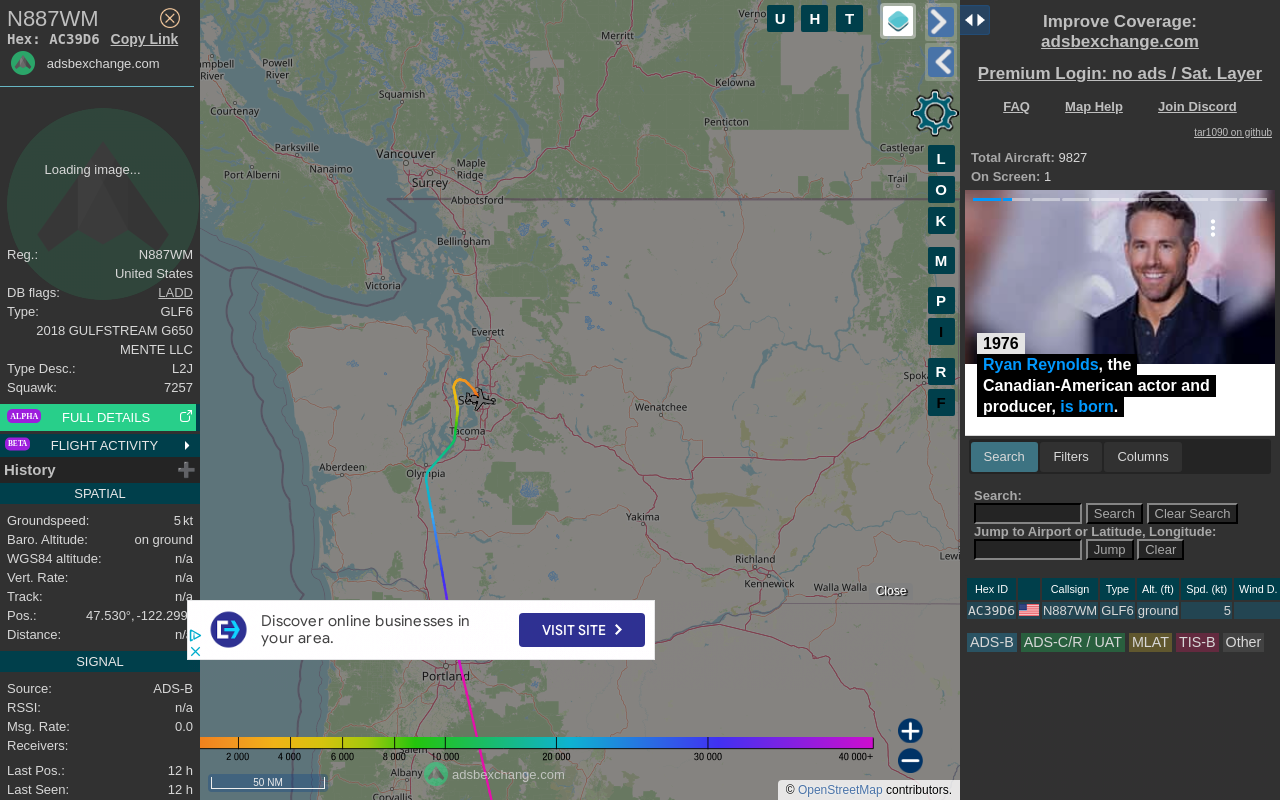 N887WM
Hex: AC39D6 Copy Link
adsbexchange.com
Loading image...
Reg.: N887WM
United States
DB flags: LADD
Type: GLF6
2018 GULFSTREAM G650
MENTE LLC
Type Desc.: L2J
Squawk: 7257
ALPHA FULL DETAILS
BETA FLIGHT ACTIVITY
History
SPATIAL
Groundspeed: 5 kt
Baro. Altitude: on ground
WGS84 altitude: n/a
Vert. Rate: n/a
Track: n/a
Pos.: 47.530°, -122.299
Distance:
SIGNAL
Source: ADS-B
RSSI: n/a
Msg. Rate: 0.0
Receivers:
Last Pos.: 12 h
Last Seen: 12 h
U H T
L
O
K
M
P
I
R
F
Merritt
Powell
River
River
Squamish
Kelowna
Courtenay
Penticton
Parksville
Vancouver
Castlegar
Nanaimo
Maple
Ridge
Port Alberni
Surrey
Trail
Abbotsford
Bellingham
Victoria
Everett
Wenatchee
Tacoma
Aberdeen
Olympia
Yakima
Richland
Kennewick
Walla Walla
Portland
Albany
Corvallis
Close
Discover online businesses in
your area.
VISIT SITE
2 000 4 000 6 000 8 000 10 000 20 000 30 000 40 000+
adsbexchange.com
50 NM
© OpenStreetMap contributors.
Improve Coverage:
adsbexchange.com
Premium Login: no ads / Sat. Layer
FAQ Map Help Join Discord
tar1090 on github
Total Aircraft: 9827
On Screen: 1
1976
Ryan Reynolds, the
Canadian-American actor and
producer, is born.
Search Filters Columns
Search:
Search Clear Search
Jump to Airport or Latitude, Longitude:
Jump Clear
Hex ID Callsign Type Alt. (ft) Spd. (kt) Wind D.
AC39D6 N887WM GLF6 ground 5
ADS-B ADS-C/R / UAT MLAT TIS-B Other